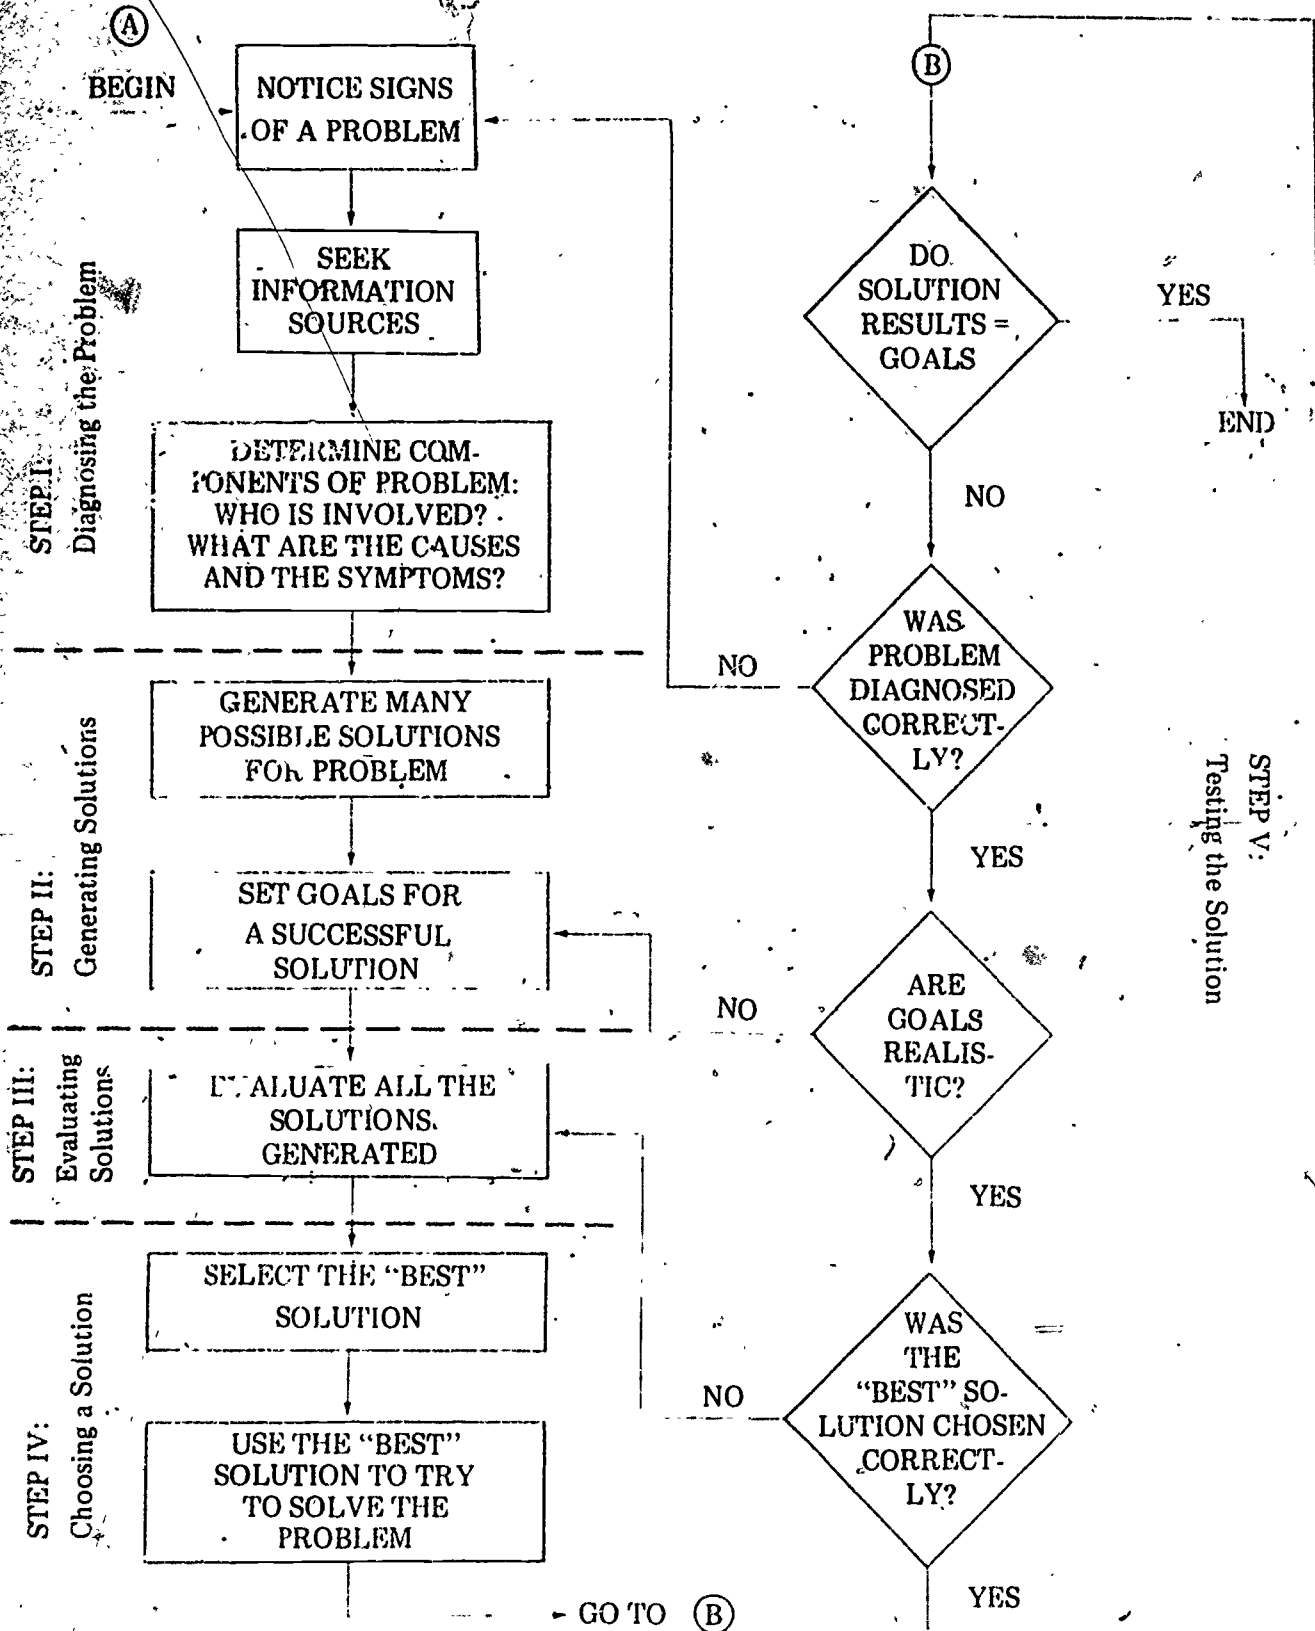 A
BEGIN
NOTICE SIGNS
OF A PROBLEM
SEEK
INFORMATION
SOURCES
STEP I:
Diagnosing the Problem
DETERMINE COM-
PONENTS OF PROBLEM:
WHO IS INVOLVED?
WHAT ARE THE CAUSES
AND THE SYMPTOMS?
STEP II:
Generating Solutions
GENERATE MANY
POSSIBLE SOLUTIONS
FOR PROBLEM
SET GOALS FOR
A SUCCESSFUL
SOLUTION
STEP III:
Evaluating
Solutions
EVALUATE ALL THE
SOLUTIONS
GENERATED
STEP IV:
Choosing a Solution
SELECT THE “BEST”
SOLUTION
USE THE “BEST”
SOLUTION TO TRY
TO SOLVE THE
PROBLEM
GO TO B
B
DO
SOLUTION
RESULTS =
GOALS
YES
END
NO
WAS
PROBLEM
DIAGNOSED
CORRECT-
LY?
NO
YES
STEP V:
Testing the Solution
ARE
GOALS
REALIS-
TIC?
NO
YES
WAS
THE
“BEST” SO-
LUTION CHOSEN
CORRECT-
LY?
NO
YES